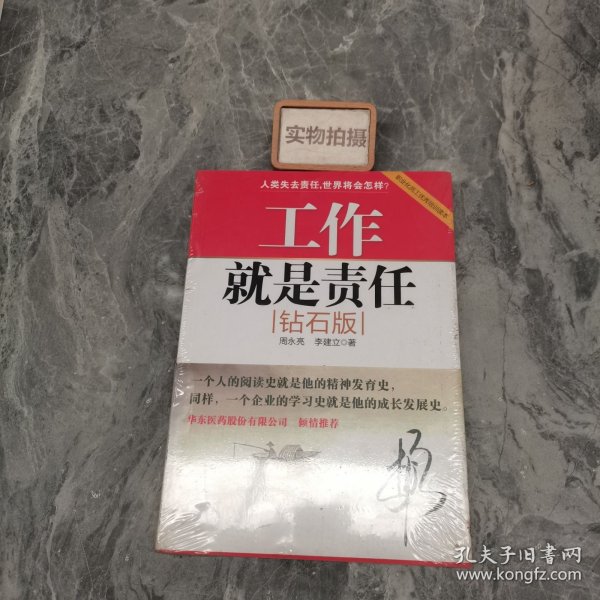 实物拍摄
人类失去责任,世界将会怎样?
工作
就是责任
钻石版
周永亮 李建立◇著
一个人的阅读史就是他的精神发育史,
同样,一个企业的学习史就是他的成长发展史。
华东医药股份有限公司 倾情推荐
孔夫子旧书网
www.kongfz.com